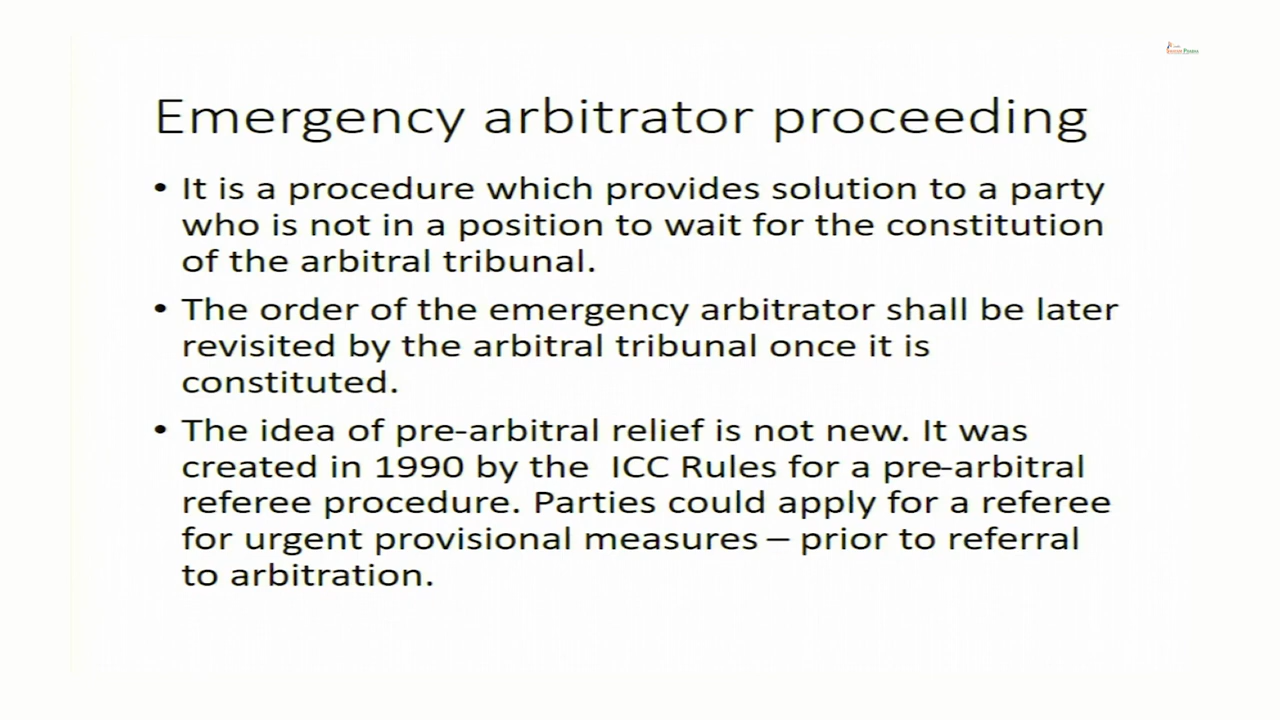 Emergency arbitrator proceeding
• It is a procedure which provides solution to a party
who is not in a position to wait for the constitution
of the arbitral tribunal.
• The order of the emergency arbitrator shall be later
revisited by the arbitral tribunal once it is
constituted.
• The idea of pre-arbitral relief is not new. It was
created in 1990 by the ICC Rules for a pre-arbitral
referee procedure. Parties could apply for a referee
for urgent provisional measures – prior to referral
to arbitration.